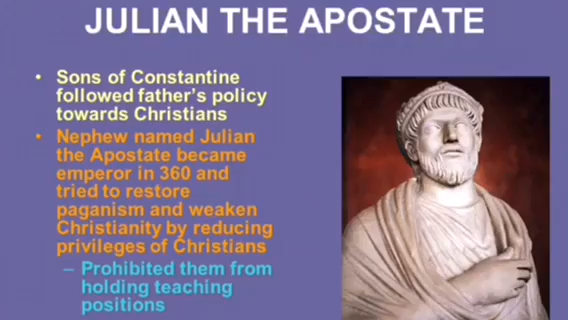 JULIAN THE APOSTATE
• Sons of Constantine
followed father's policy
towards Christians
• Nephew named Julian
the Apostate became
emperor in 360 and
tried to restore
paganism and weaken
Christianity by reducing
privileges of Christians
– Prohibited them from
holding teaching
positions